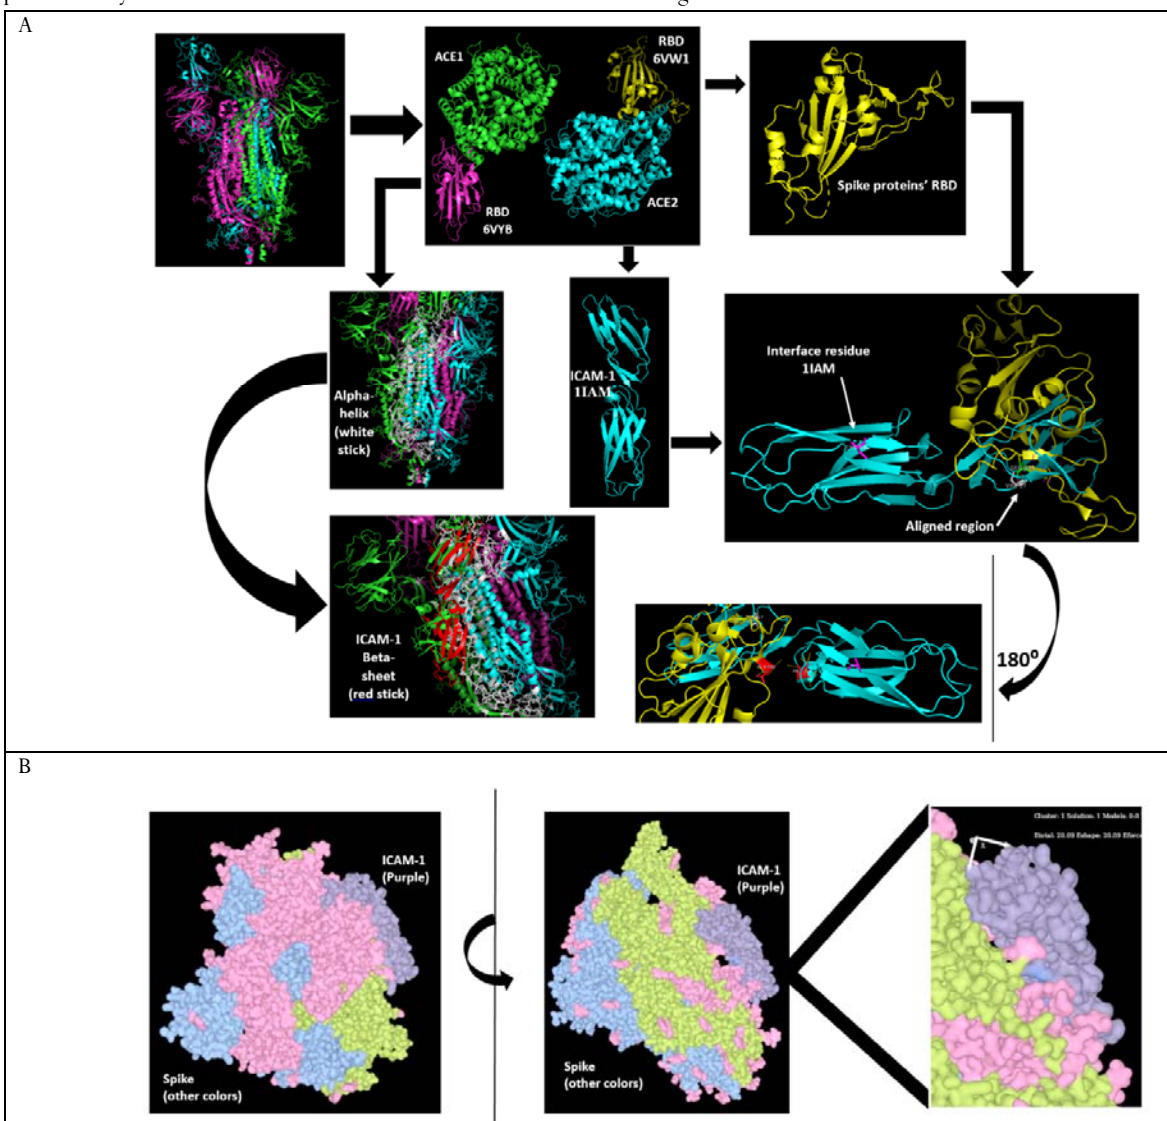 A
ACE1
RBD
6VW1
RBD
6VYB
ACE2
Spike proteins' RBD
Alpha-
helix
(white
stick)
ICAM-1
1IAM
Interface residue
1IAM
Aligned region
ICAM-1
Beta-
sheet
(red stick)
180⁰
B
ICAM-1
(Purple)
Spike
(other colors)
ICAM-1
(Purple)
Spike
(other colors)
Cluster: 1 Solution: 1 Models: 0-8